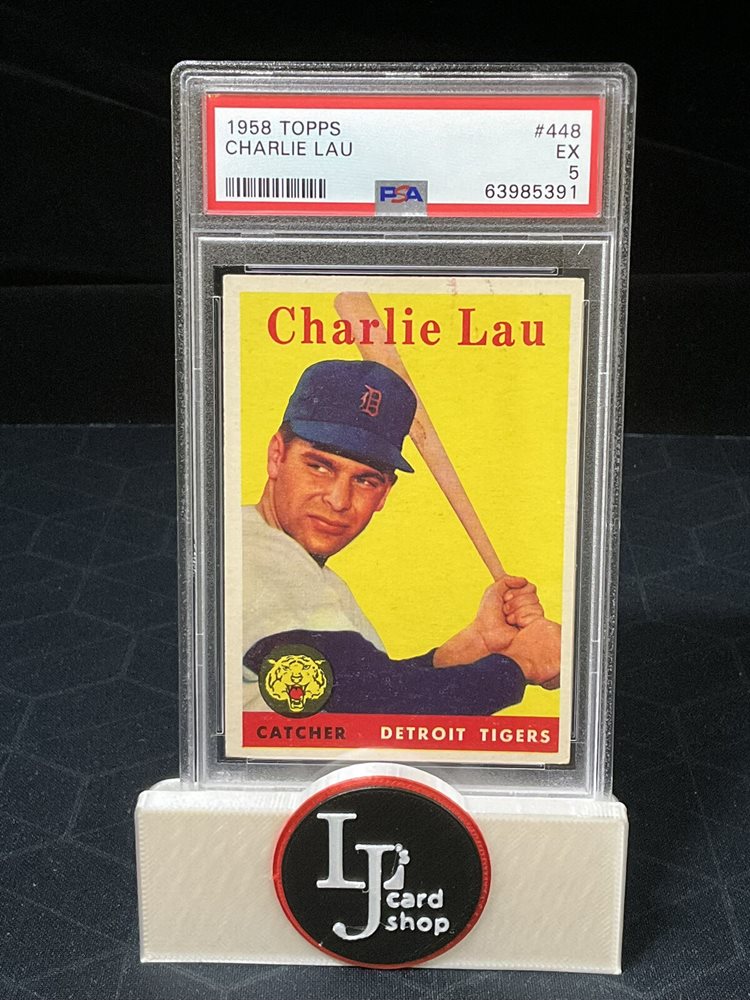 1958 TOPPS #448
CHARLIE LAU EX
5
PSA 63985391
Charlie Lau
D
CATCHER DETROIT TIGERS
LJ
card
shop